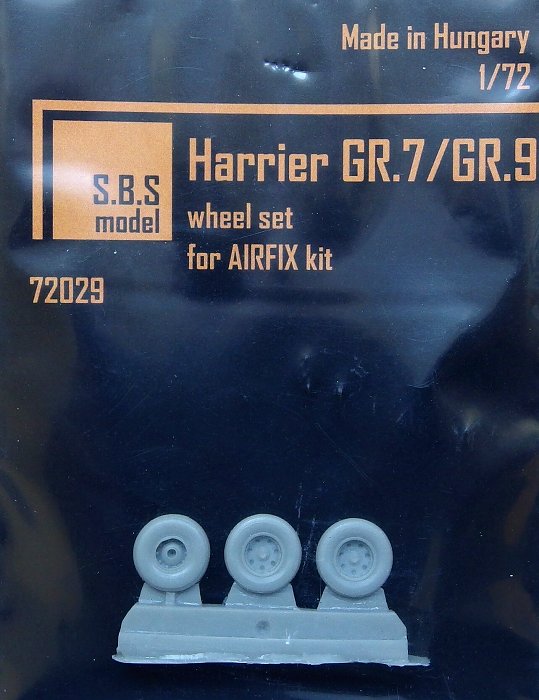 Made in Hungary
1/72
S.B.S
model
Harrier GR.7/GR.9
wheel set
for AIRFIX kit
72029